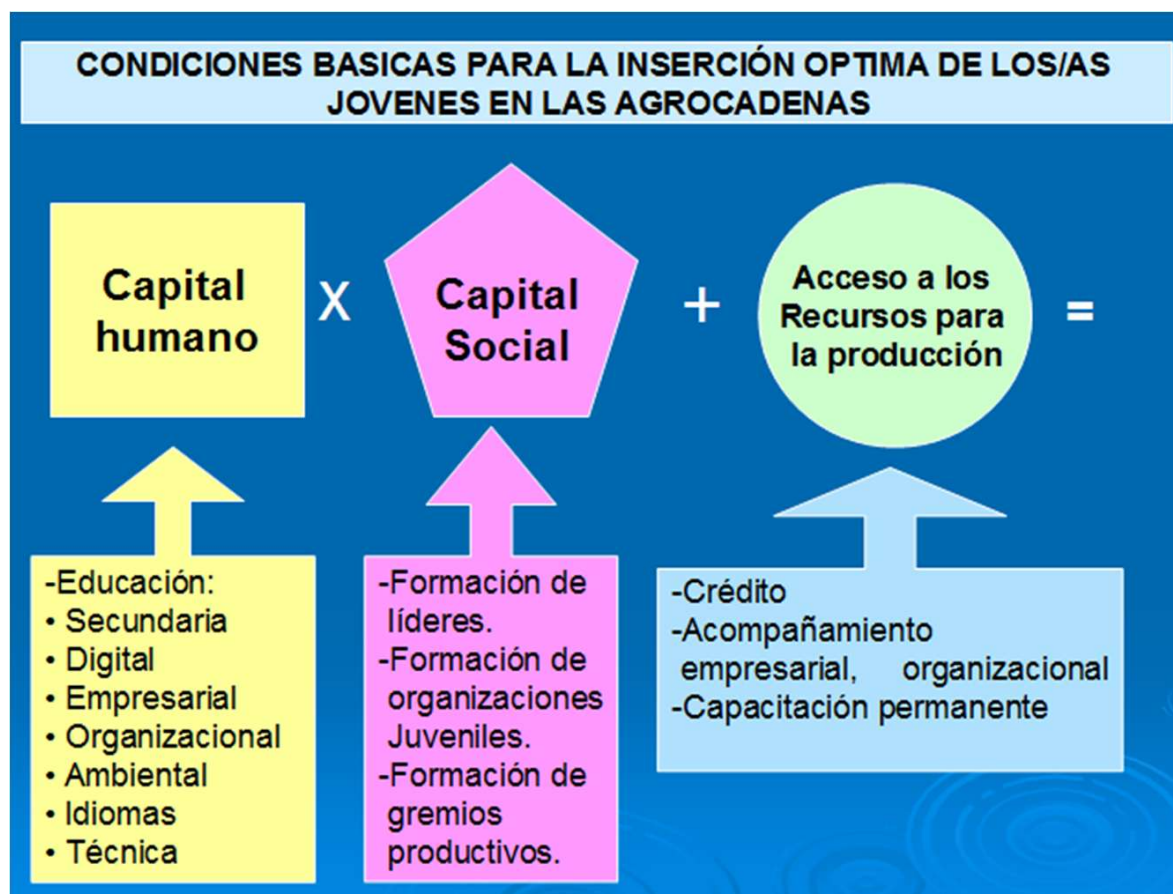 CONDICIONES BASICAS PARA LA INSERCIÓN OPTIMA DE LOS/AS
JOVENES EN LAS AGROCADENAS
Capital
humano
X
Capital
Social
+
Acceso a los
Recursos para
la producción
=
-Educación:
• Secundaria
• Digital
• Empresarial
• Organizacional
• Ambiental
• Idiomas
• Técnica
-Formación de
líderes.
-Formación de
organizaciones
Juveniles.
-Formación de
gremios
productivos.
-Crédito
-Acompañamiento
empresarial, organizacional
-Capacitación permanente